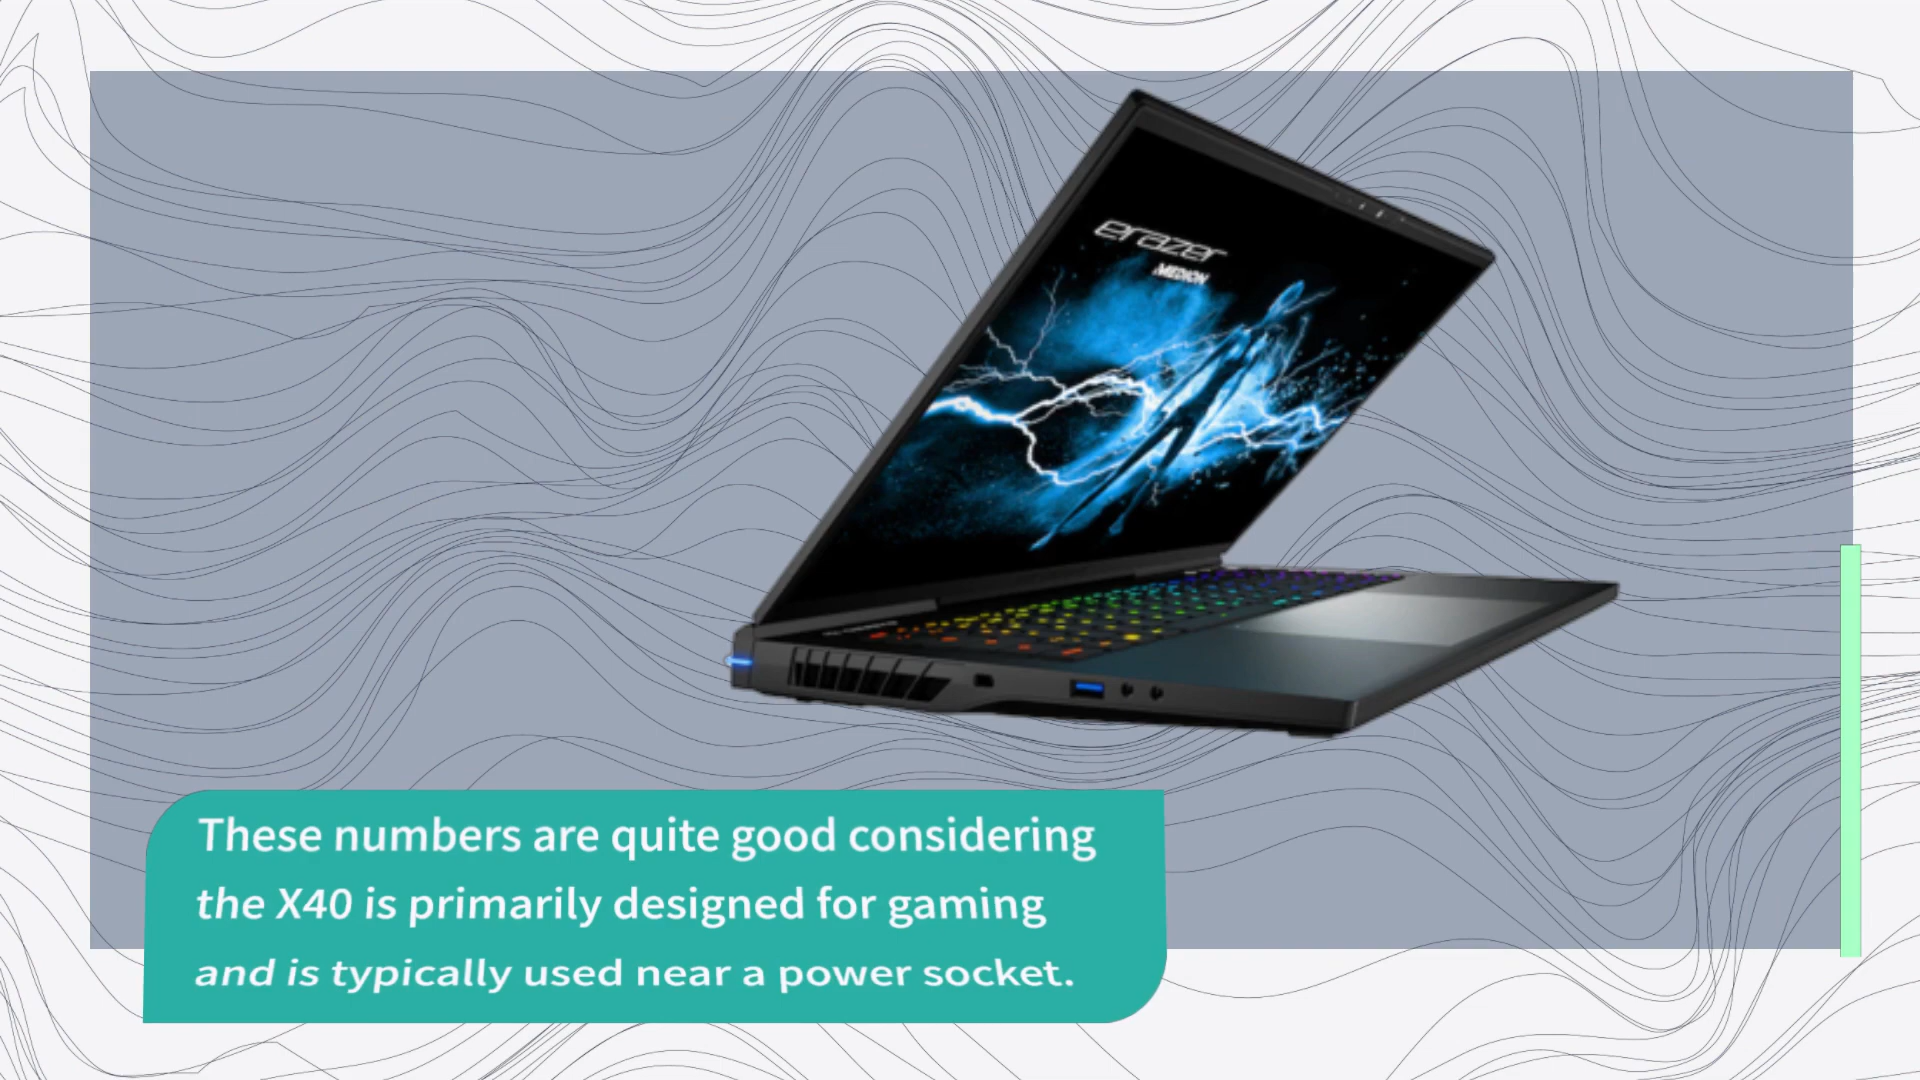 erazer
MEDION
These numbers are quite good considering
the X40 is primarily designed for gaming
and is typically used near a power socket.